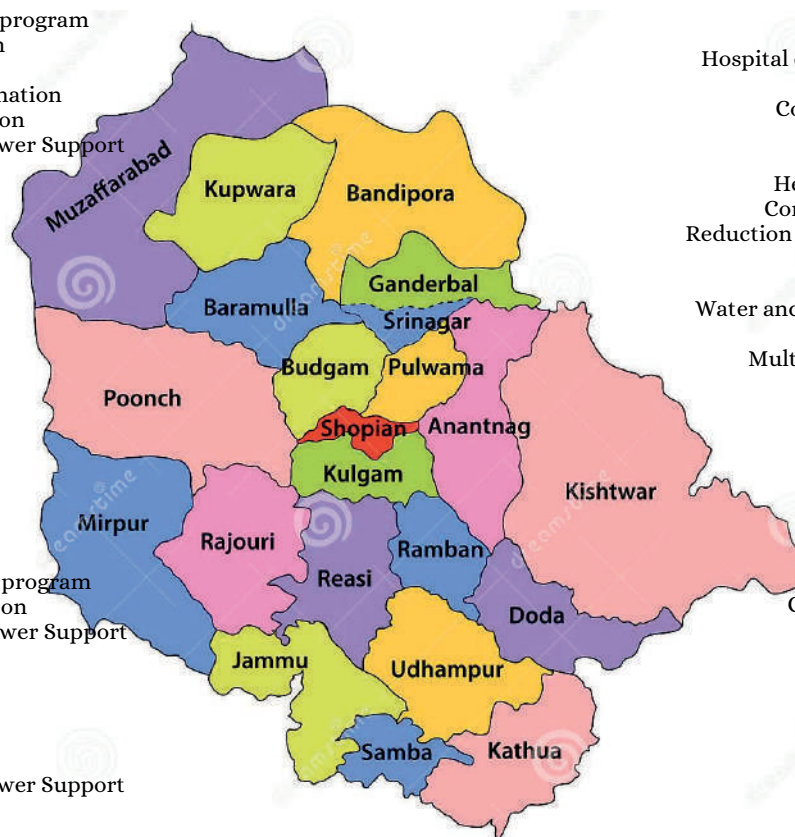 program
Hospital
nation
Co
on
wer Support
Muzaffarabad
Kupwara
Bandipora
He
Con
Reduction
Ganderbal
Baramulla
Srinagar
Water and
Budgam
Pulwama
Mult
Poonch
Shopian
Anantnag
Kulgam
Kishtwar
Mirpur
Rajouri
Ramban
Reasi
program
on
Doda
wer Support
Jammu
Udhampur
Samba
Kathua
wer Support
dreamstime